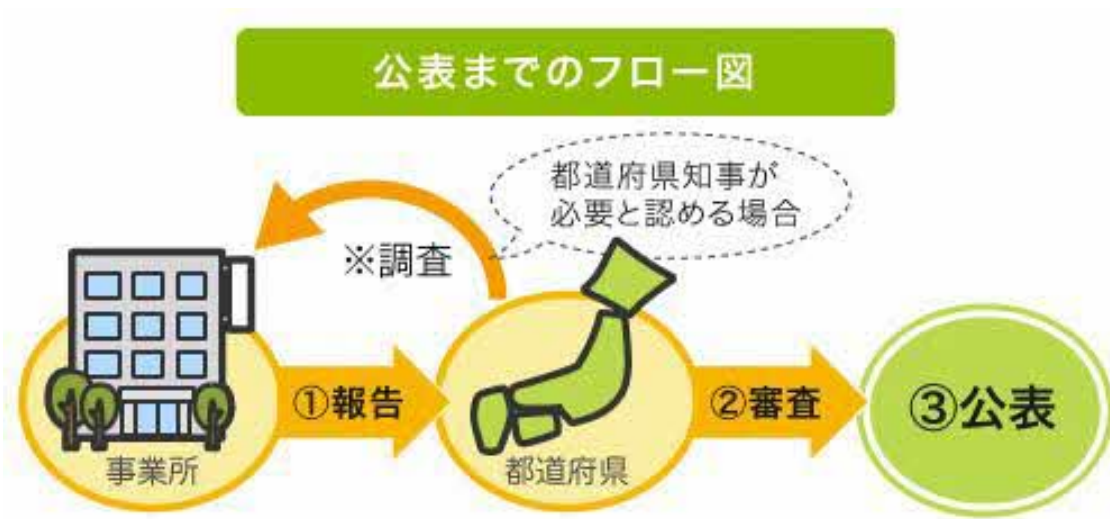 公表までのフロー図
都道府県知事が
必要と認める場合
※調査
①報告
②審査
③公表
事業所
都道府県